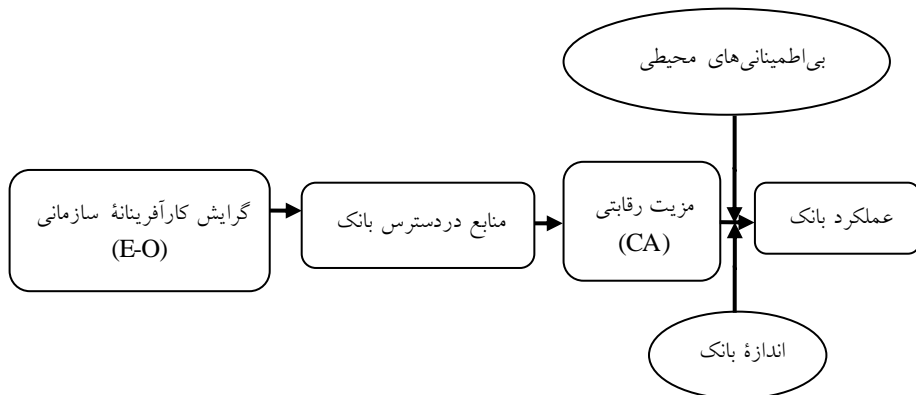 بی‌اطمینانی‌های محیطی
گرایش کارآفرینانۀ سازمانی
(E-O)
منابع دردسترس بانک
مزیت رقابتی
(CA)
عملکرد بانک
اندازۀ بانک